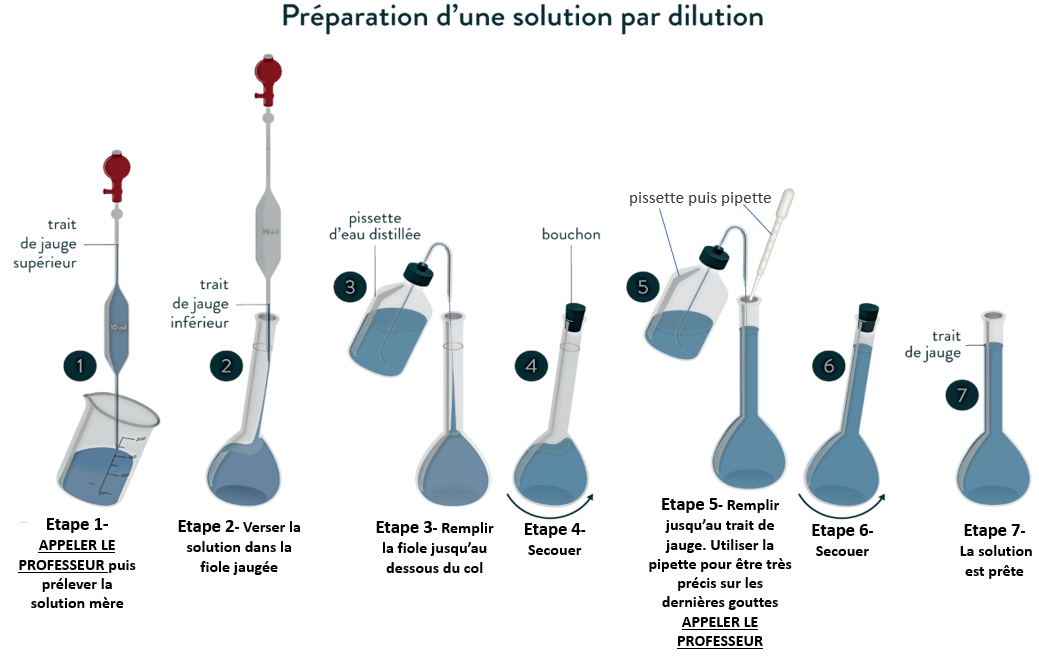 Préparation d'une solution par dilution
trait
de jauge
supérieur
10 ml
1
Etape 1-
APPELER LE
PROFESSEUR puis
prélever la
solution mère
10 ml
trait
de jauge
inférieur
2
Etape 2- Verser la
solution dans la
fiole jaugée
pissette
d'eau distillée
3
Etape 3- Remplir
la fiole jusqu'au
dessous du col
bouchon
4
Etape 4-
Secouer
pissette puis pipette
5
Etape 5- Remplir
jusqu'au trait de
jauge. Utiliser la
pipette pour être très
précis sur les
dernières gouttes
APPELER LE
PROFESSEUR
6
Etape 6-
Secouer
trait
de jauge
7
Etape 7-
La solution
est prête